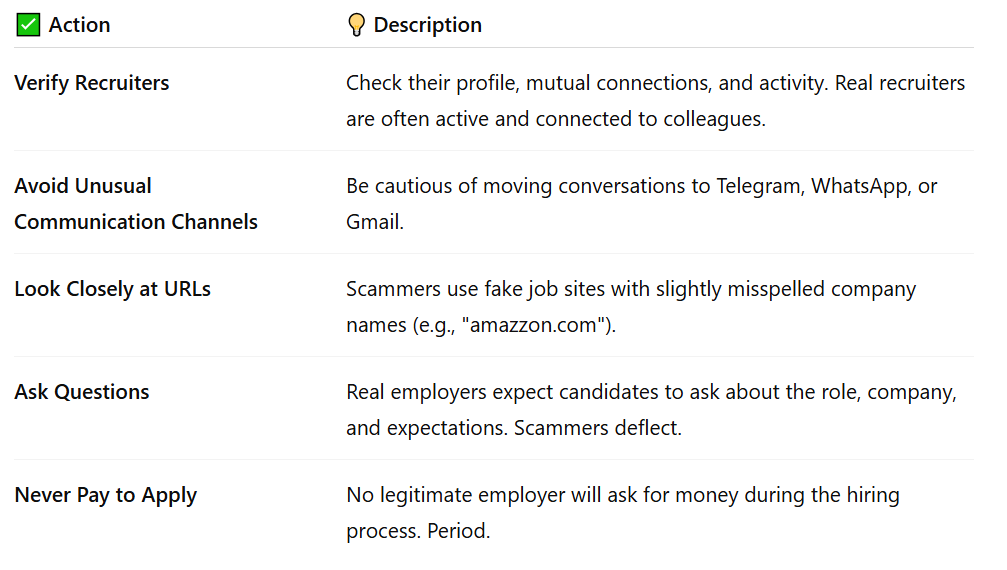 ✅ Action
💡 Description
Verify Recruiters
Check their profile, mutual connections, and activity. Real recruiters
are often active and connected to colleagues.
Avoid Unusual
Communication Channels
Be cautious of moving conversations to Telegram, WhatsApp, or
Gmail.
Look Closely at URLs
Scammers use fake job sites with slightly misspelled company
names (e.g., "amazzon.com").
Ask Questions
Real employers expect candidates to ask about the role, company,
and expectations. Scammers deflect.
Never Pay to Apply
No legitimate employer will ask for money during the hiring
process. Period.